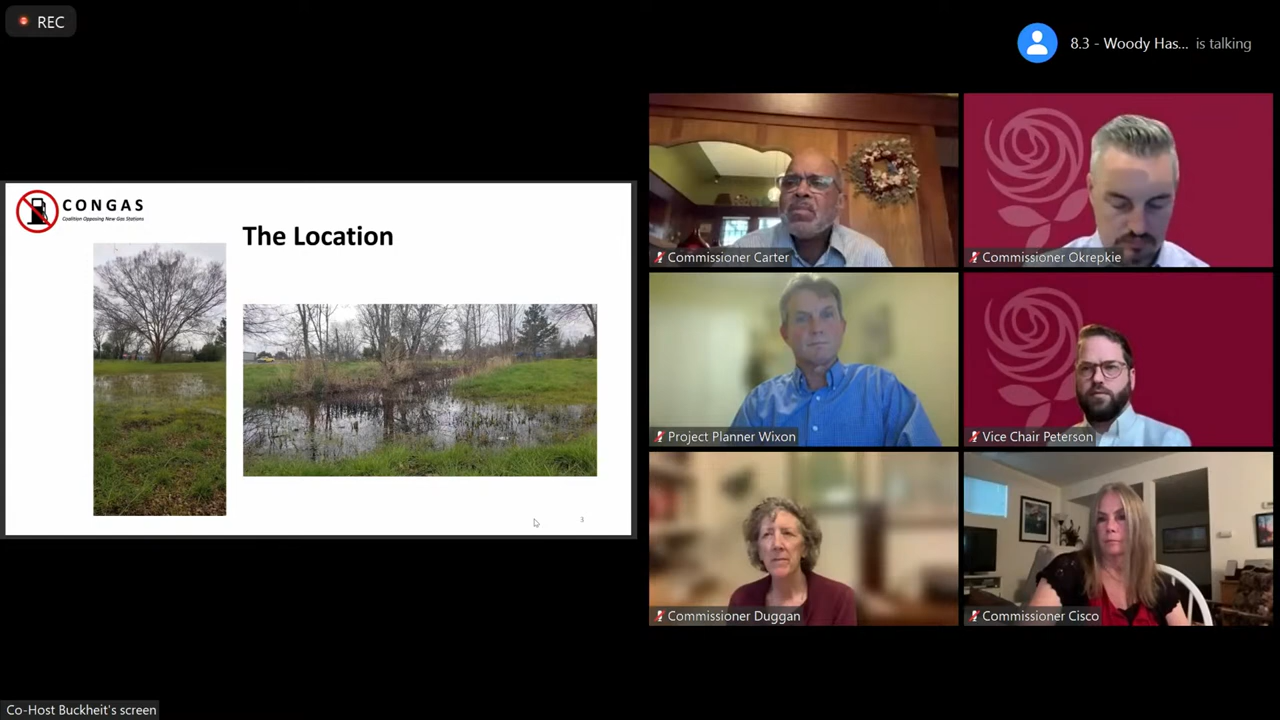 REC
8.3 - Woody Has... is talking
CONGAS
Coalition Opposing New Gas Stations
The Location
3
Commissioner Carter
Commissioner Okrepkie
Project Planner Wixon
Vice Chair Peterson
Commissioner Duggan
Commissioner Cisco
Co-Host Buckheit's screen